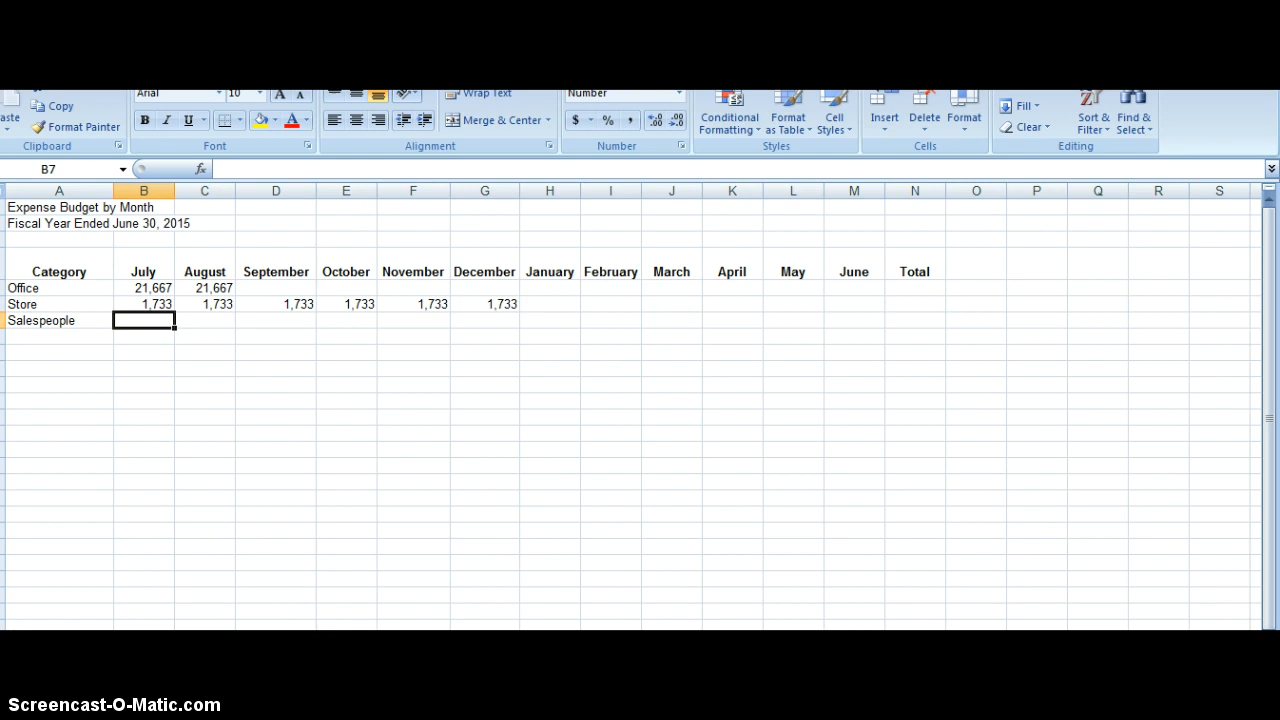 Arial 10 Wrap Text Number
aste Copy Format Painter B I U Merge & Center $ % , Conditional Formatting Format as Table Cell Styles Insert Delete Format Fill Clear Sort & Filter Find & Select
Clipboard Font Alignment Number Styles Cells Editing
B7 fx
A B C D E F G H I J K L M N O P Q R S
Expense Budget by Month
Fiscal Year Ended June 30, 2015
Category July August September October November December January February March April May June Total
Office 21,667 21,667
Store 1,733 1,733 1,733 1,733 1,733 1,733
Salespeople
Screencast-O-Matic.com